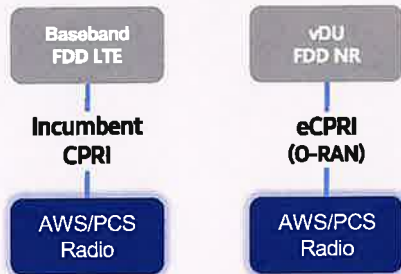 Baseband
FDD LTE
Incumbent
CPRI
AWS/PCS
Radio
vDU
FDD NR
eCPRI
(O-RAN)
AWS/PCS
Radio